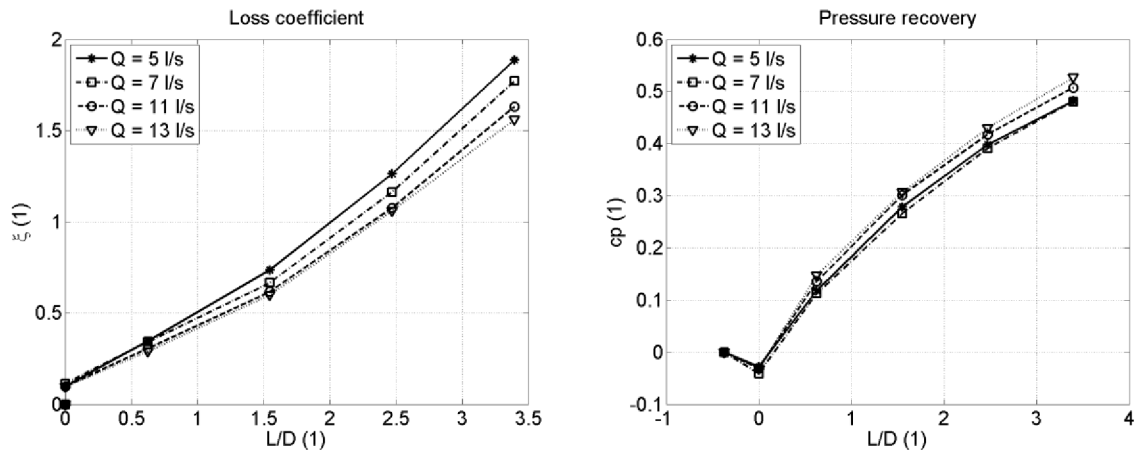 Loss coefficient
2
1.5
1
0.5
0
Q = 5 l/s
Q = 7 l/s
Q = 11 l/s
Q = 13 l/s
ξ (1)
0 0.5 1 1.5 2 2.5 3 3.5
L/D (1)
Pressure recovery
0.6
0.5
0.4
0.3
0.2
0.1
0
-0.1
Q = 5 l/s
Q = 7 l/s
Q = 11 l/s
Q = 13 l/s
cp (1)
-1 0 1 2 3 4
L/D (1)